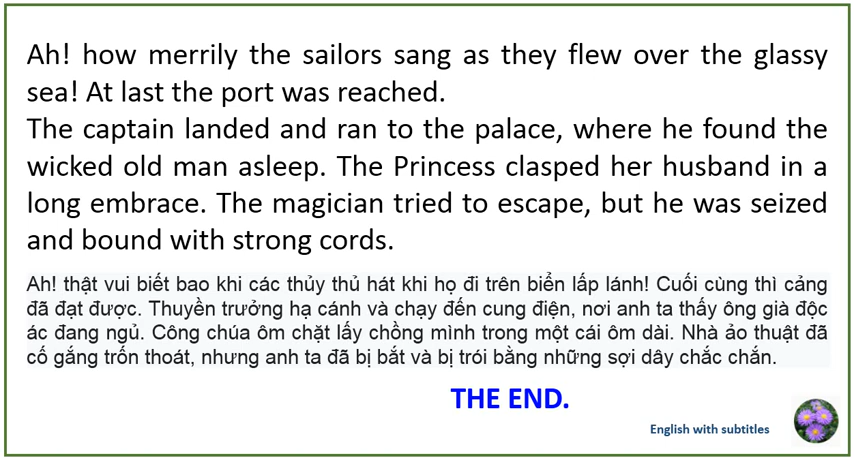 Ah! how merrily the sailors sang as they flew over the glassy
sea! At last the port was reached.
The captain landed and ran to the palace, where he found the
wicked old man asleep. The Princess clasped her husband in a
long embrace. The magician tried to escape, but he was seized
and bound with strong cords.
Ah! thật vui biết bao khi các thủy thủ hát khi họ đi trên biển lấp lánh! Cuối cùng thì cảng
đã đạt được. Thuyền trưởng hạ cánh và chạy đến cung điện, nơi anh ta thấy ông già độc
ác đang ngủ. Công chúa ôm chặt lấy chồng mình trong một cái ôm dài. Nhà ảo thuật đã
cố gắng trốn thoát, nhưng anh ta đã bị bắt và bị trói bằng những sợi dây chắc chắn.
THE END.
English with subtitles